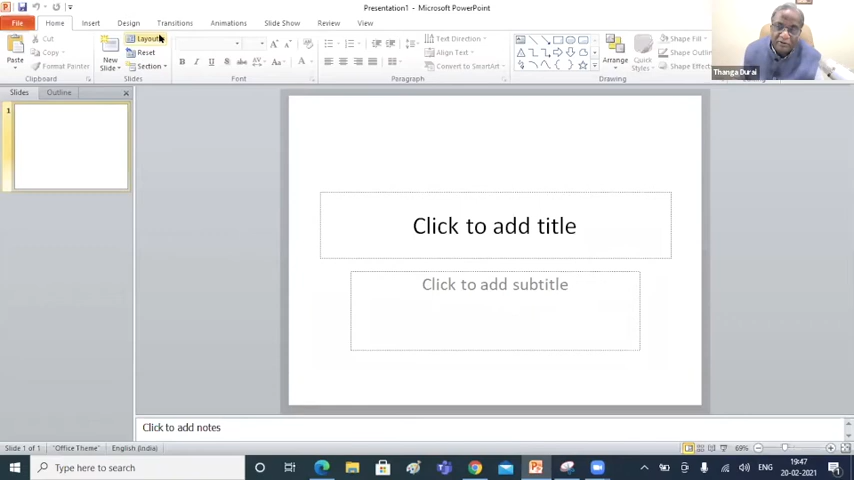 Presentation1 - Microsoft PowerPoint
File Home Insert Design Transitions Animations Slide Show Review View
Paste
Cut
Copy
Format Painter
Clipboard
New
Slide
Layout
Reset
Section
Slides
B I U S abc AV Aa A
Font
Text Direction
Align Text
Convert to SmartArt
Paragraph
Arrange
Quick
Styles
Shape Fill
Shape Outline
Shape Effects
Drawing
Thanga Durai
Slides Outline
1
Click to add title
Click to add subtitle
Click to add notes
Slide 1 of 1 "Office Theme" English (India) 69%
Type here to search
ENG
19:47
20-02-2021